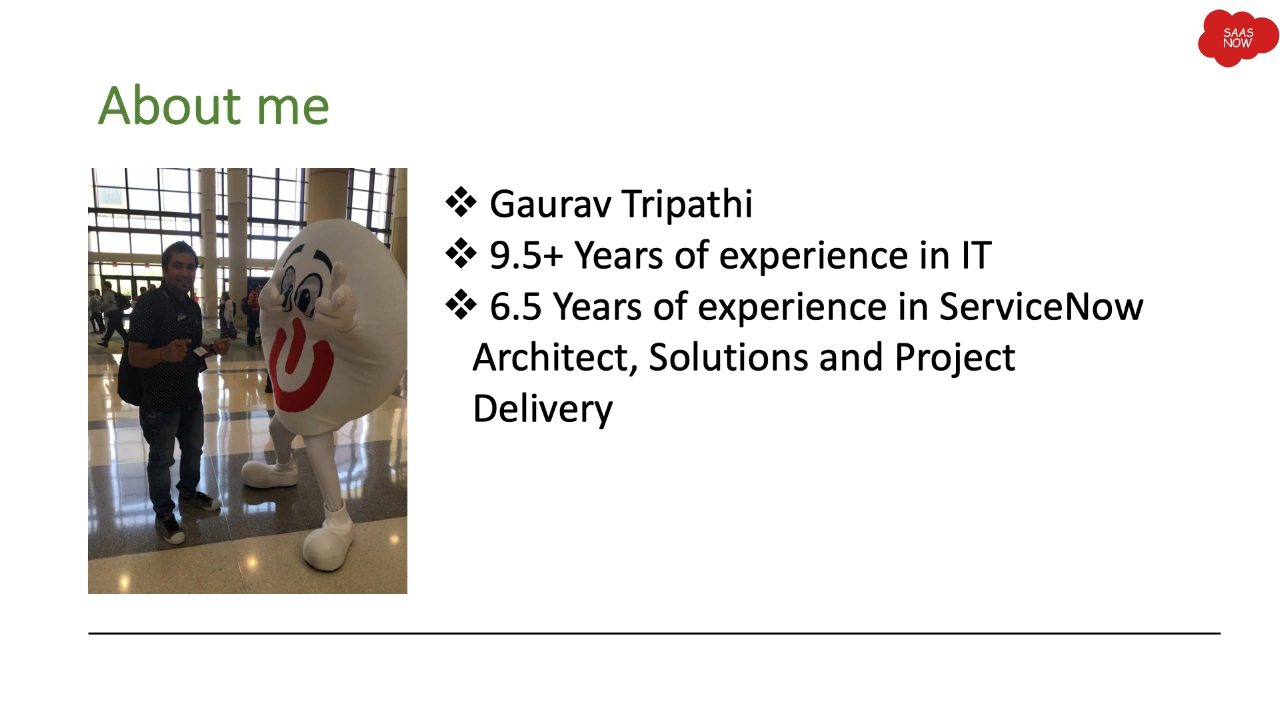 SAAS
NOW
About me
❖ Gaurav Tripathi
❖ 9.5+ Years of experience in IT
❖ 6.5 Years of experience in ServiceNow
Architect, Solutions and Project
Delivery